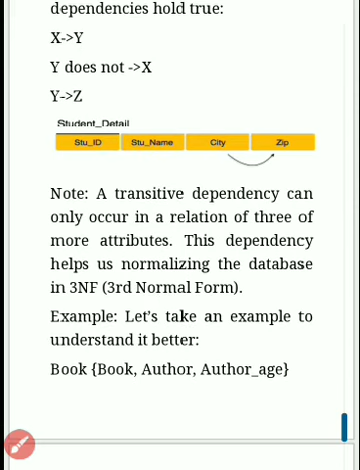 dependencies hold true:
X->Y
Y does not ->X
Y->Z
Student_Detail
Stu_ID Stu_Name City Zip
Note: A transitive dependency can
only occur in a relation of three of
more attributes. This dependency
helps us normalizing the database
in 3NF (3rd Normal Form).
Example: Let's take an example to
understand it better:
Book {Book, Author, Author_age}